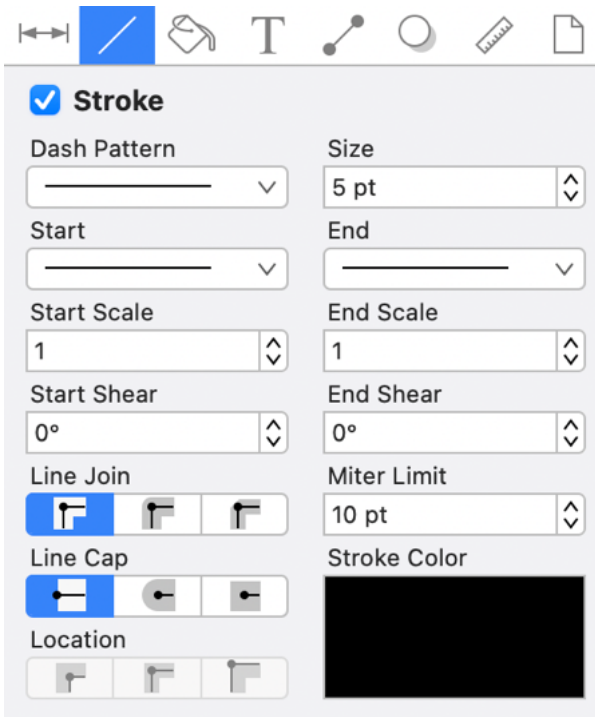 T
Stroke
Dash Pattern Size
5 pt
Start End
Start Scale End Scale
1 1
Start Shear End Shear
0° 0°
Line Join Miter Limit
10 pt
Line Cap Stroke Color
Location